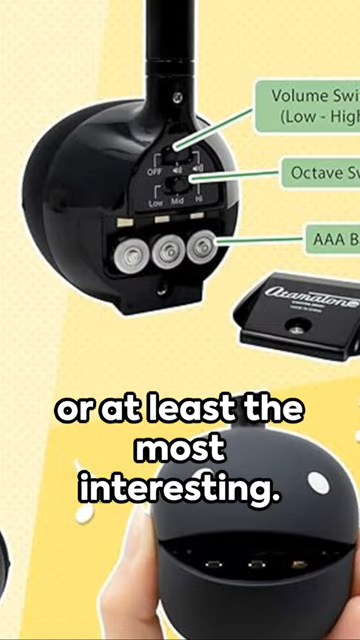 Volume Swi
(Low - High
OFF
Octave Sw
Low Mid Hi
AAA B
Otamatone
or at least the
most
interesting.